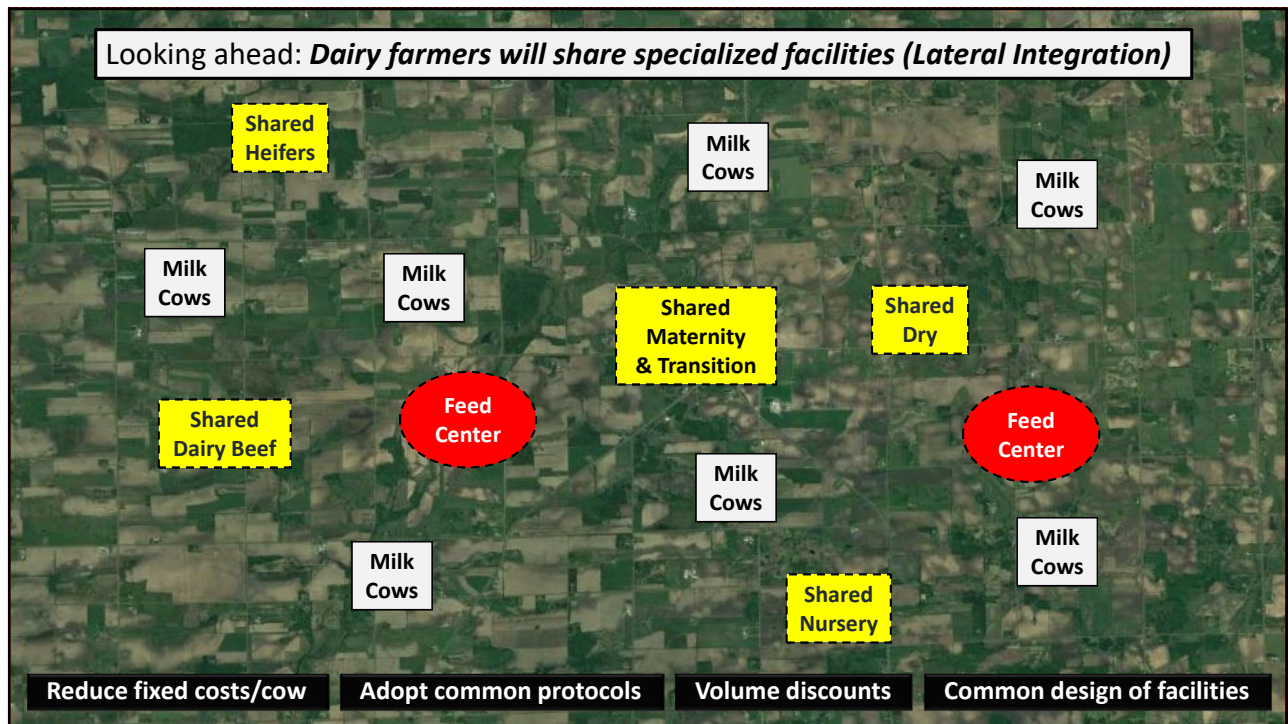 Looking ahead: Dairy farmers will share specialized facilities (Lateral Integration)
Shared
Heifers
Milk
Cows
Milk
Cows
Milk
Cows
Milk
Cows
Shared
Maternity
& Transition
Shared
Dry
Shared
Dairy Beef
Feed
Center
Feed
Center
Milk
Cows
Milk
Cows
Milk
Cows
Shared
Nursery
Reduce fixed costs/cow
Adopt common protocols
Volume discounts
Common design of facilities